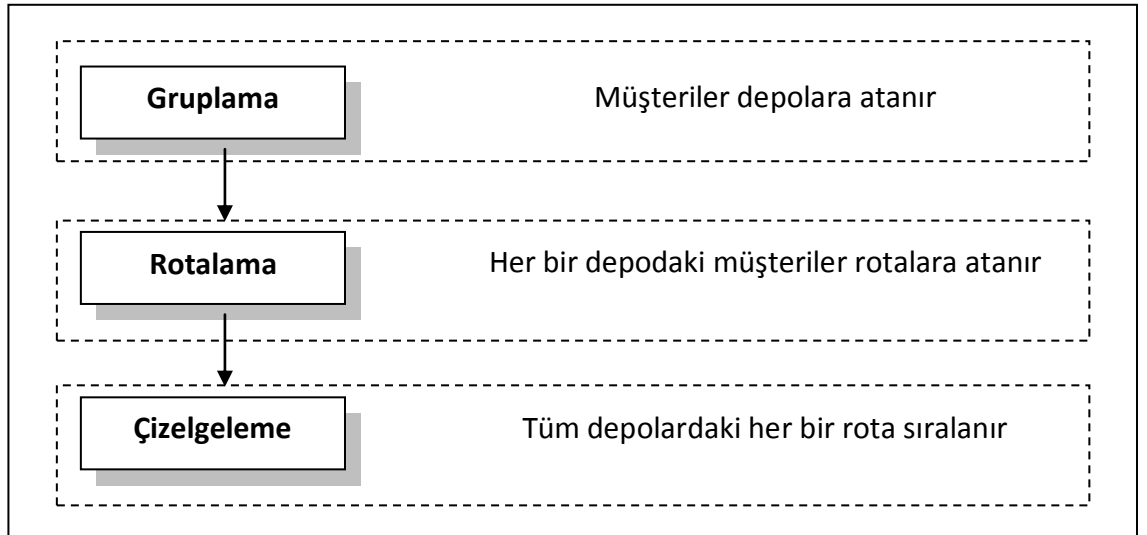 Gruplama
Müşteriler depolara atanır
Rotalama
Her bir depodaki müşteriler rotalara atanır
Çizelgeleme
Tüm depolardaki her bir rota sıralanır